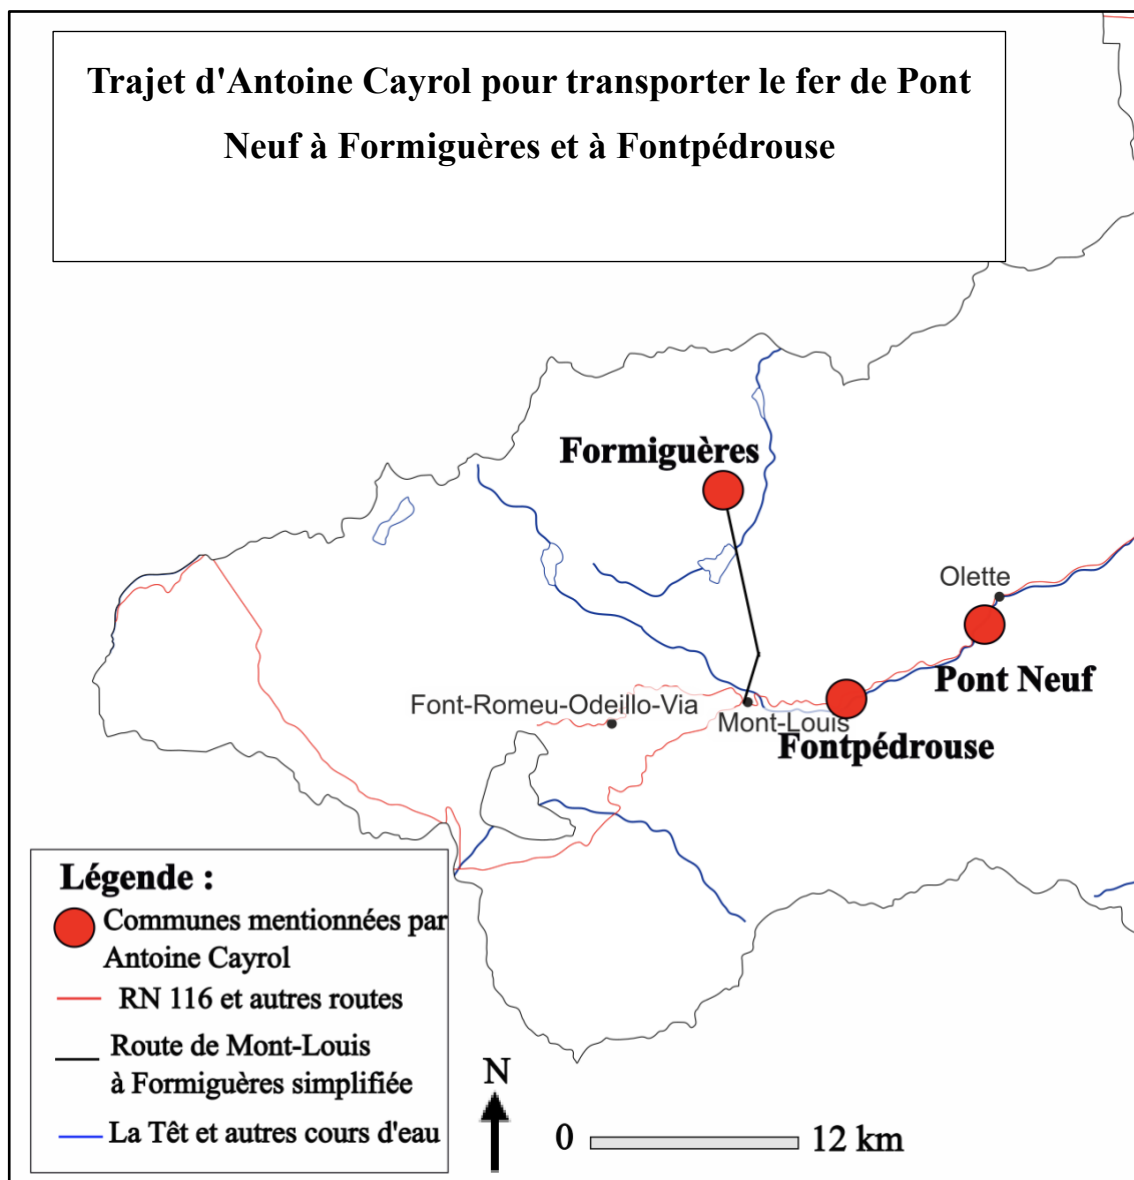 Trajet d'Antoine Cayrol pour transporter le fer de Pont
Neuf à Formiguères et à Fontpédrouse
Formiguères
Olette
Pont Neuf
Font-Romeu-Odeillo-Via
Mont-Louis
Fontpédrouse
Légende :
Communes mentionnées par
Antoine Cayrol
RN 116 et autres routes
Route de Mont-Louis
à Formiguères simplifiée
La Têt et autres cours d'eau
N
0 12 km